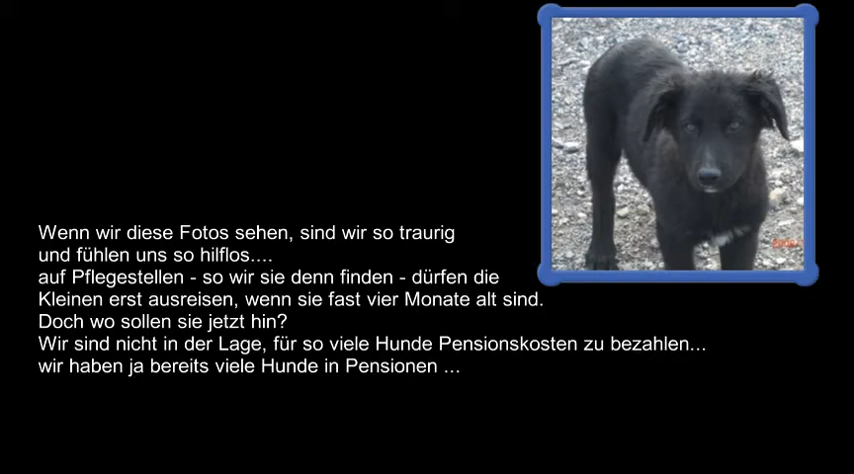 Wenn wir diese Fotos sehen, sind wir so traurig
und fühlen uns so hilflos....
auf Pflegestellen - so wir sie denn finden - dürfen die
Kleinen erst ausreisen, wenn sie fast vier Monate alt sind.
Doch wo sollen sie jetzt hin?
Wir sind nicht in der Lage, für so viele Hunde Pensionskosten zu bezahlen...
wir haben ja bereits viele Hunde in Pensionen ...